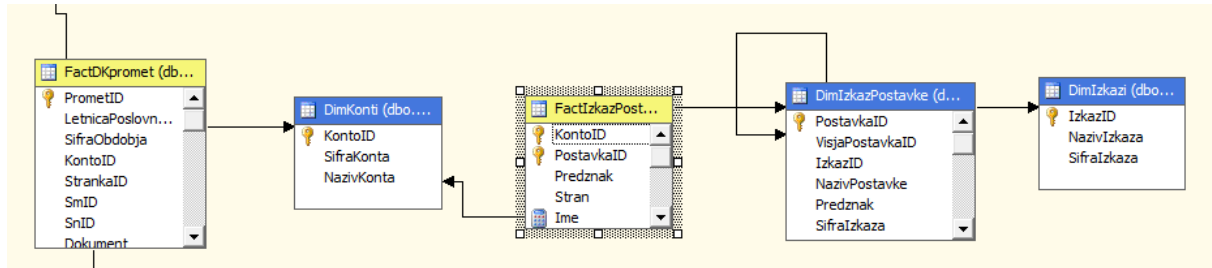 FactDKpromet (db...
PrometID
LetnicaPoslovn...
SifraObdobja
KontoID
StrankaID
SmID
SnID
Dokument
DimKonti (dbo....
KontoID
SifraKonta
NazivKonta
FactIzkazPost...
KontoID
PostavkaID
Predznak
Stran
Ime
DimIzkazPostavke (d...
PostavkaID
VisjaPostavkaID
IzkazID
NazivPostavke
Predznak
SifraIzkaza
DimIzkazi (dbo...
IzkazID
NazivIzkaza
SifraIzkaza